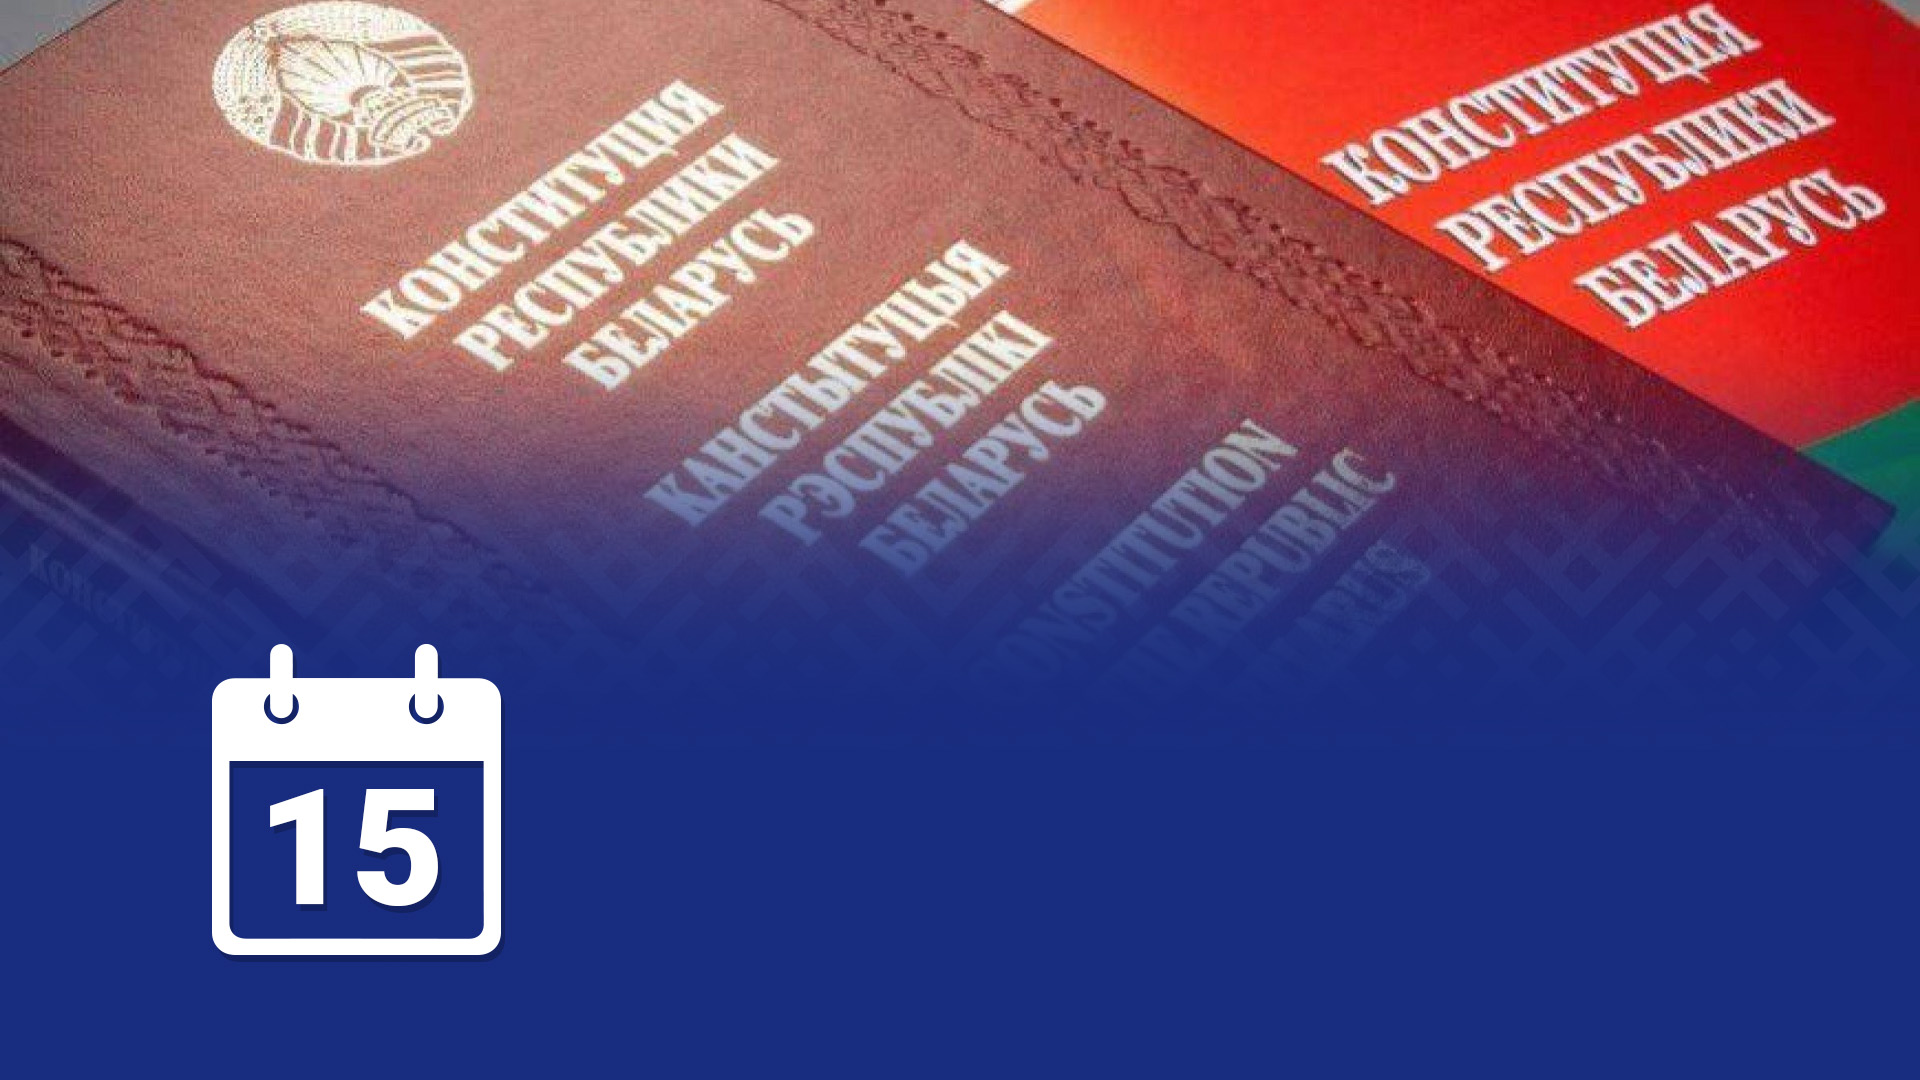 КОНСТИТУЦИЯ
РЕСПУБЛИКИ
БЕЛАРУСЬ
КАНСТЫТУЦЫЯ
РЭСПУБЛІКІ
БЕЛАРУСЬ
CONSTITUTION
REPUBLIC
КОНСТИТУЦИЯ
РЕСПУБЛИКИ
БЕЛАРУСЬ
15